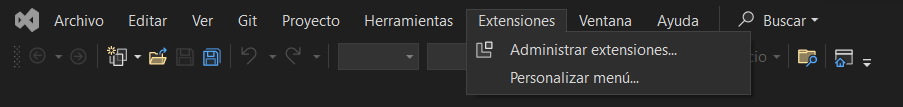 Archivo Editar Ver Git Proyecto Herramientas Extensiones Ventana Ayuda Buscar
Administrar extensiones...
Personalizar menú...